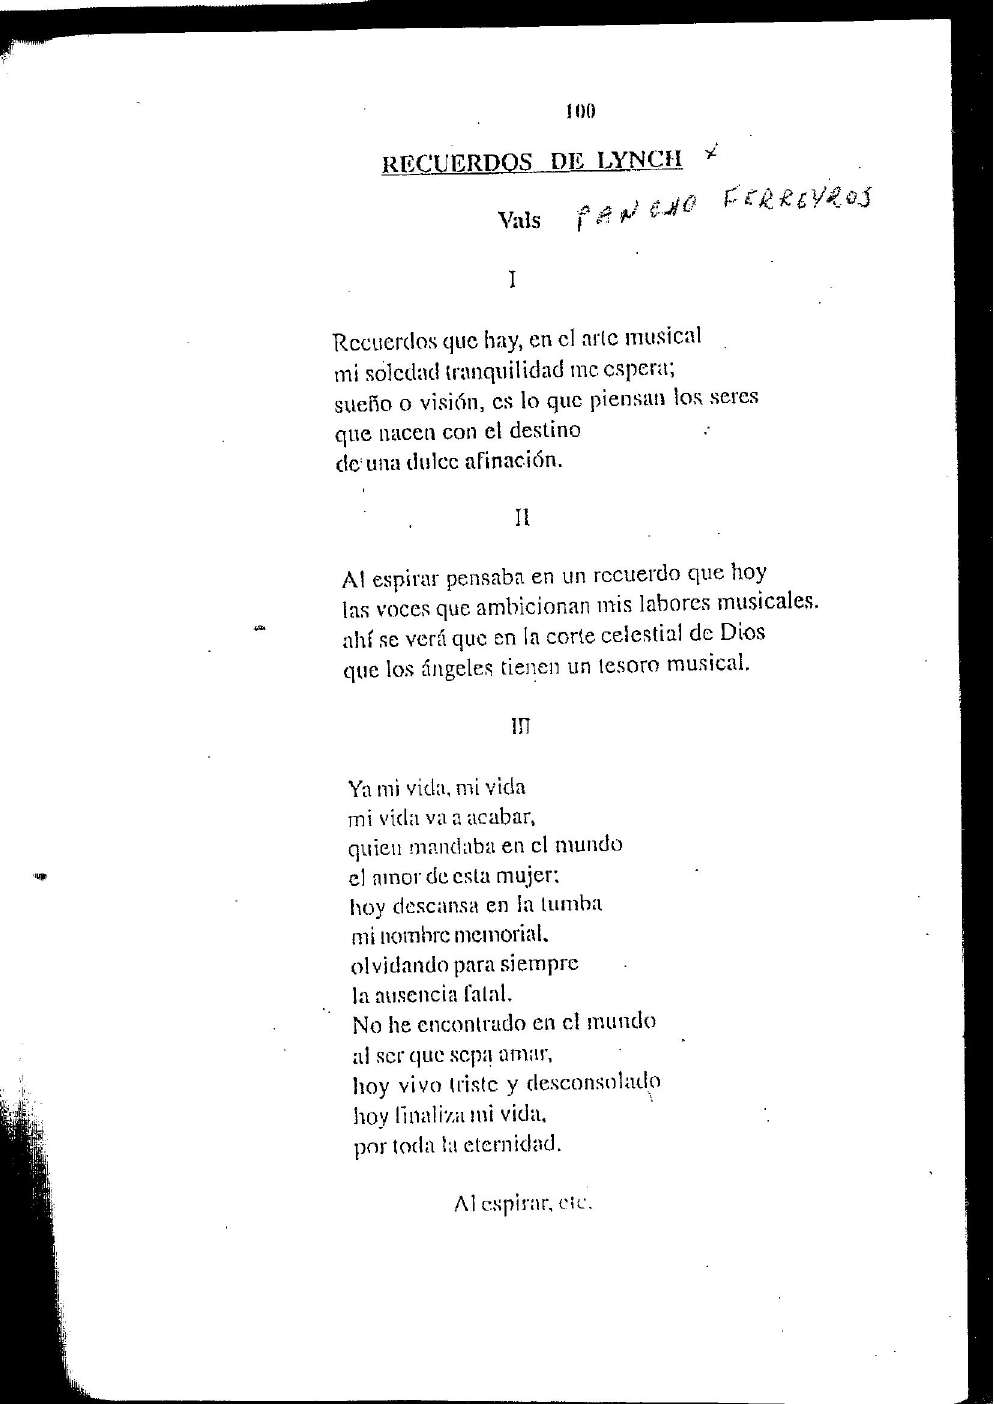 100
RECUERDOS DE LYNCH x
Vals PANCHO FERREYROS
I
Recuerdos que hay, en el arte musical
mi soledad tranquilidad me espera;
sueño o visión, es lo que piensan los seres
que nacen con el destino
de una dulce afinación.
II
Al espirar pensaba en un recuerdo que hoy
las voces que ambicionan mis labores musicales.
ahí se verá que en la corte celestial de Dios
que los ángeles tienen un tesoro musical.
III
Ya mi vida, mi vida
mi vida va a acabar,
quien mandaba en el mundo
el amor de esta mujer;
hoy descansa en la tumba
mi nombre memorial.
olvidando para siempre
la ausencia fatal.
No he encontrado en el mundo
al ser que sepa amar,
hoy vivo triste y desconsolado
hoy finaliza mi vida,
por toda la eternidad.
Al espirar, etc.